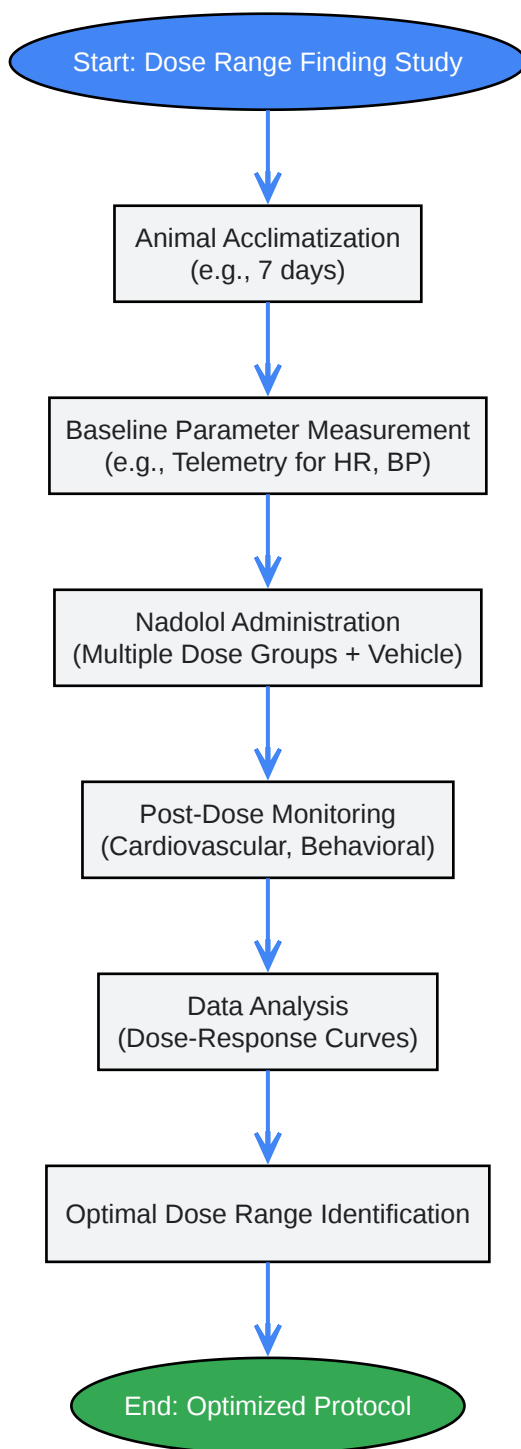 Start: Dose Range Finding Study
Animal Acclimatization
(e.g., 7 days)
Baseline Parameter Measurement
(e.g., Telemetry for HR, BP)
Nadolol Administration
(Multiple Dose Groups + Vehicle)
Post-Dose Monitoring
(Cardiovascular, Behavioral)
Data Analysis
(Dose-Response Curves)
Optimal Dose Range Identification
End: Optimized Protocol